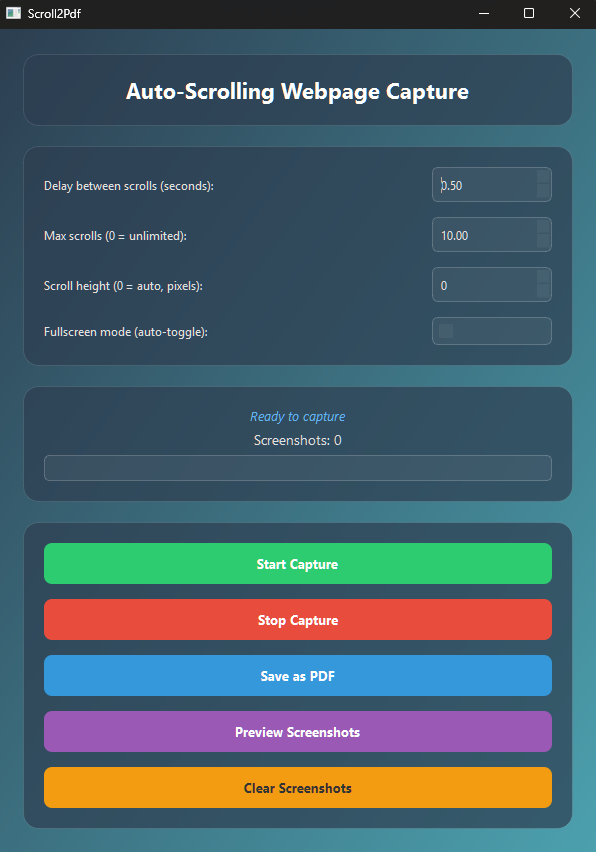 Scroll2Pdf
Auto-Scrolling Webpage Capture
Delay between scrolls (seconds): 0.50
Max scrolls (0 = unlimited): 10.00
Scroll height (0 = auto, pixels): 0
Fullscreen mode (auto-toggle):
Ready to capture
Screenshots: 0
Start Capture
Stop Capture
Save as PDF
Preview Screenshots
Clear Screenshots